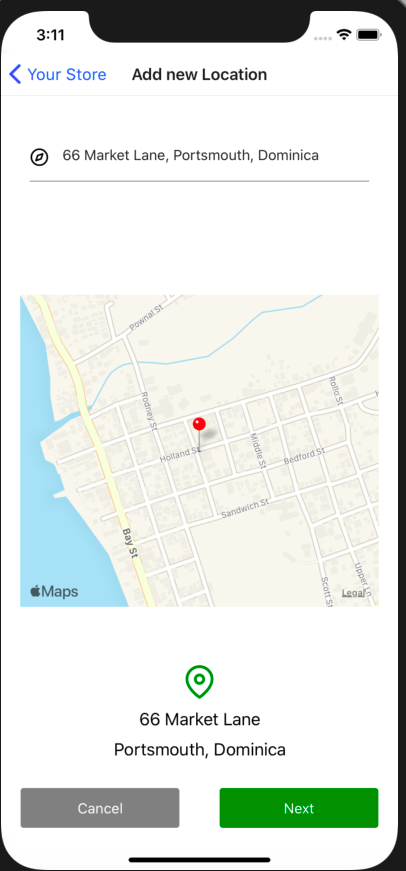 3:11
Your Store
Add new Location
66 Market Lane, Portsmouth, Dominica
Pownal St
Rodney St
Rollo St
Y
Holland St
Middle St
Bedford St
Sandwich St
Bay St
Scott St
Upper Ln
Maps
Legal
66 Market Lane
Portsmouth, Dominica
Cancel
Next